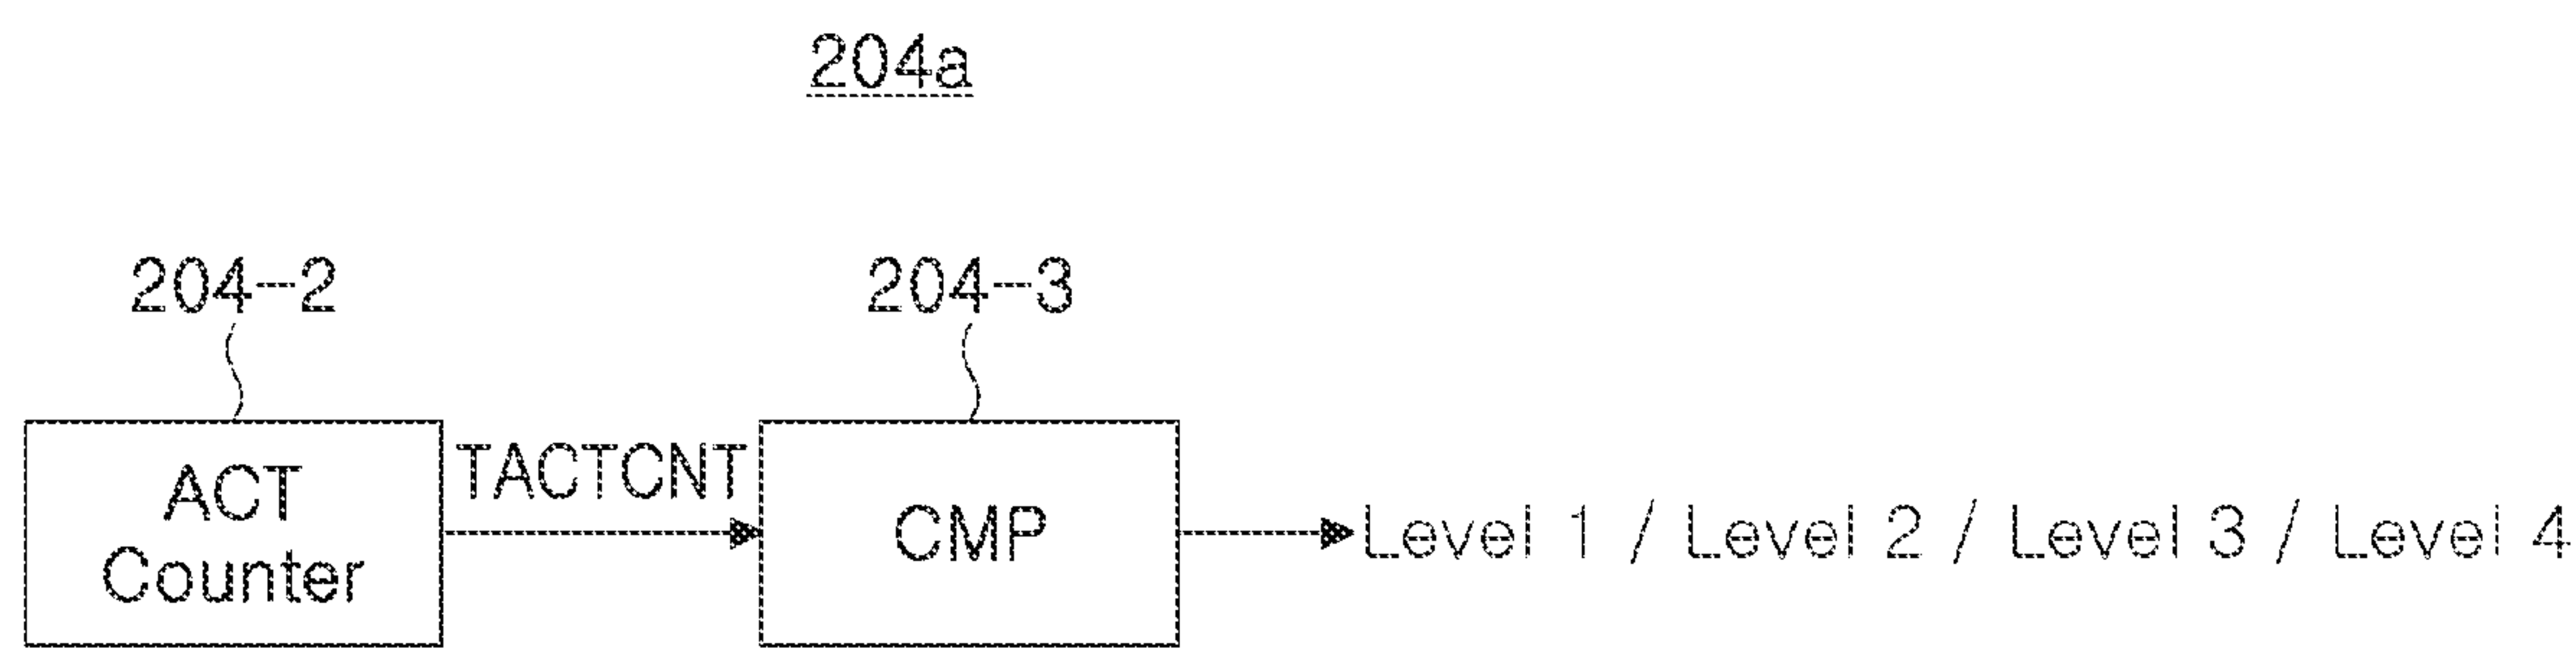 204a
204-2
204-3
ACT
Counter
TACTCNT
CMP
Level 1 / Level 2 / Level 3 / Level 4